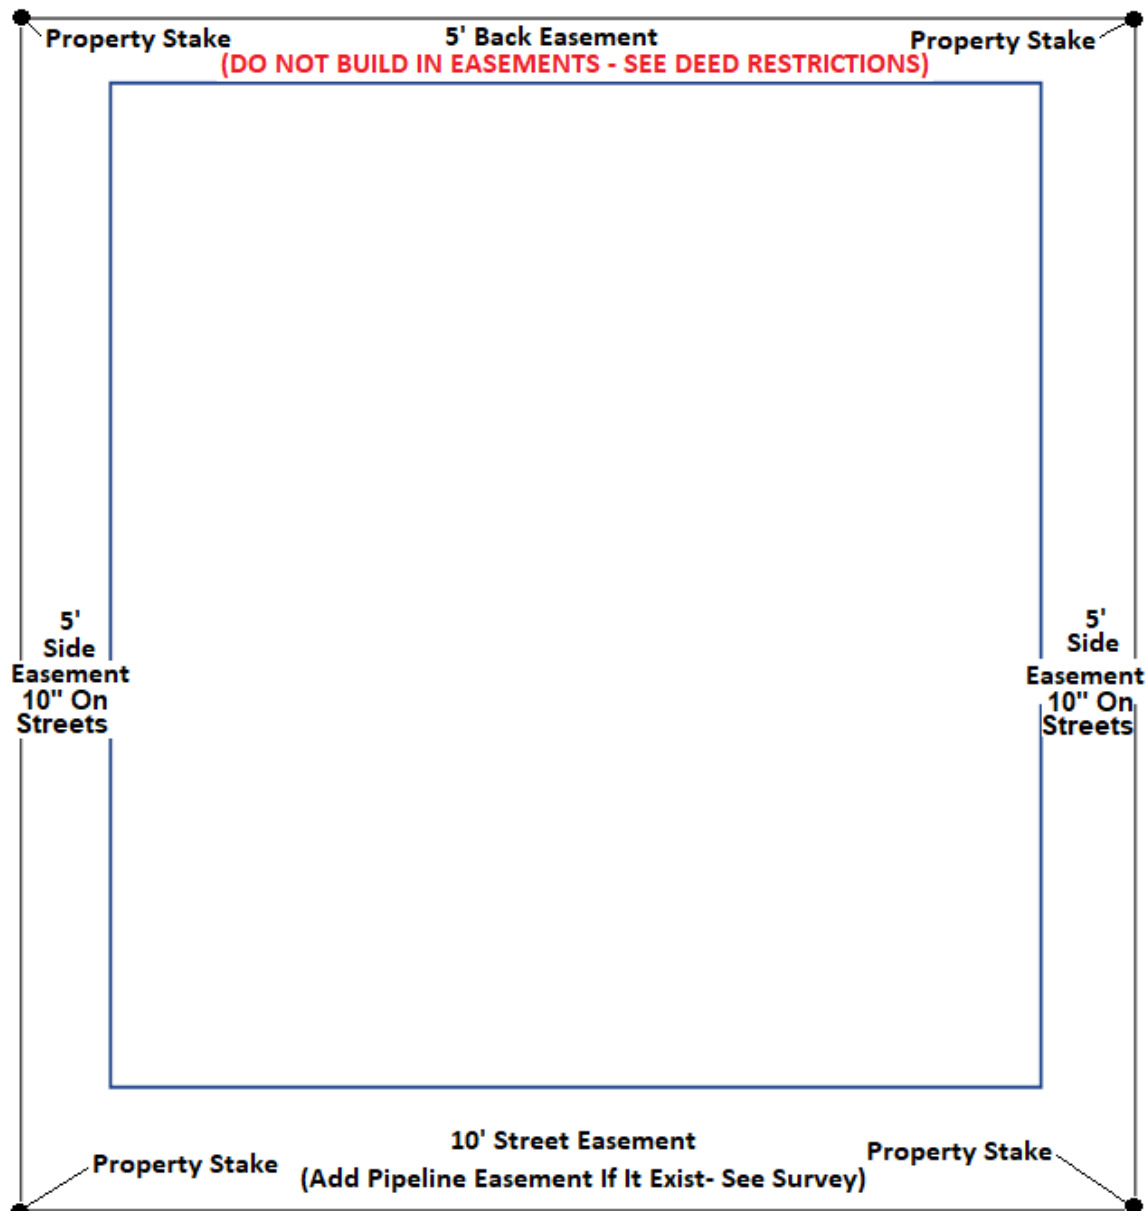 Property Stake
5' Back Easement
Property Stake
(DO NOT BUILD IN EASEMENTS - SEE DEED RESTRICTIONS)
5'
Side
Easement
10" On
Streets
5'
Side
Easement
10" On
Streets
10' Street Easement
Property Stake
Property Stake
(Add Pipeline Easement If It Exist- See Survey)